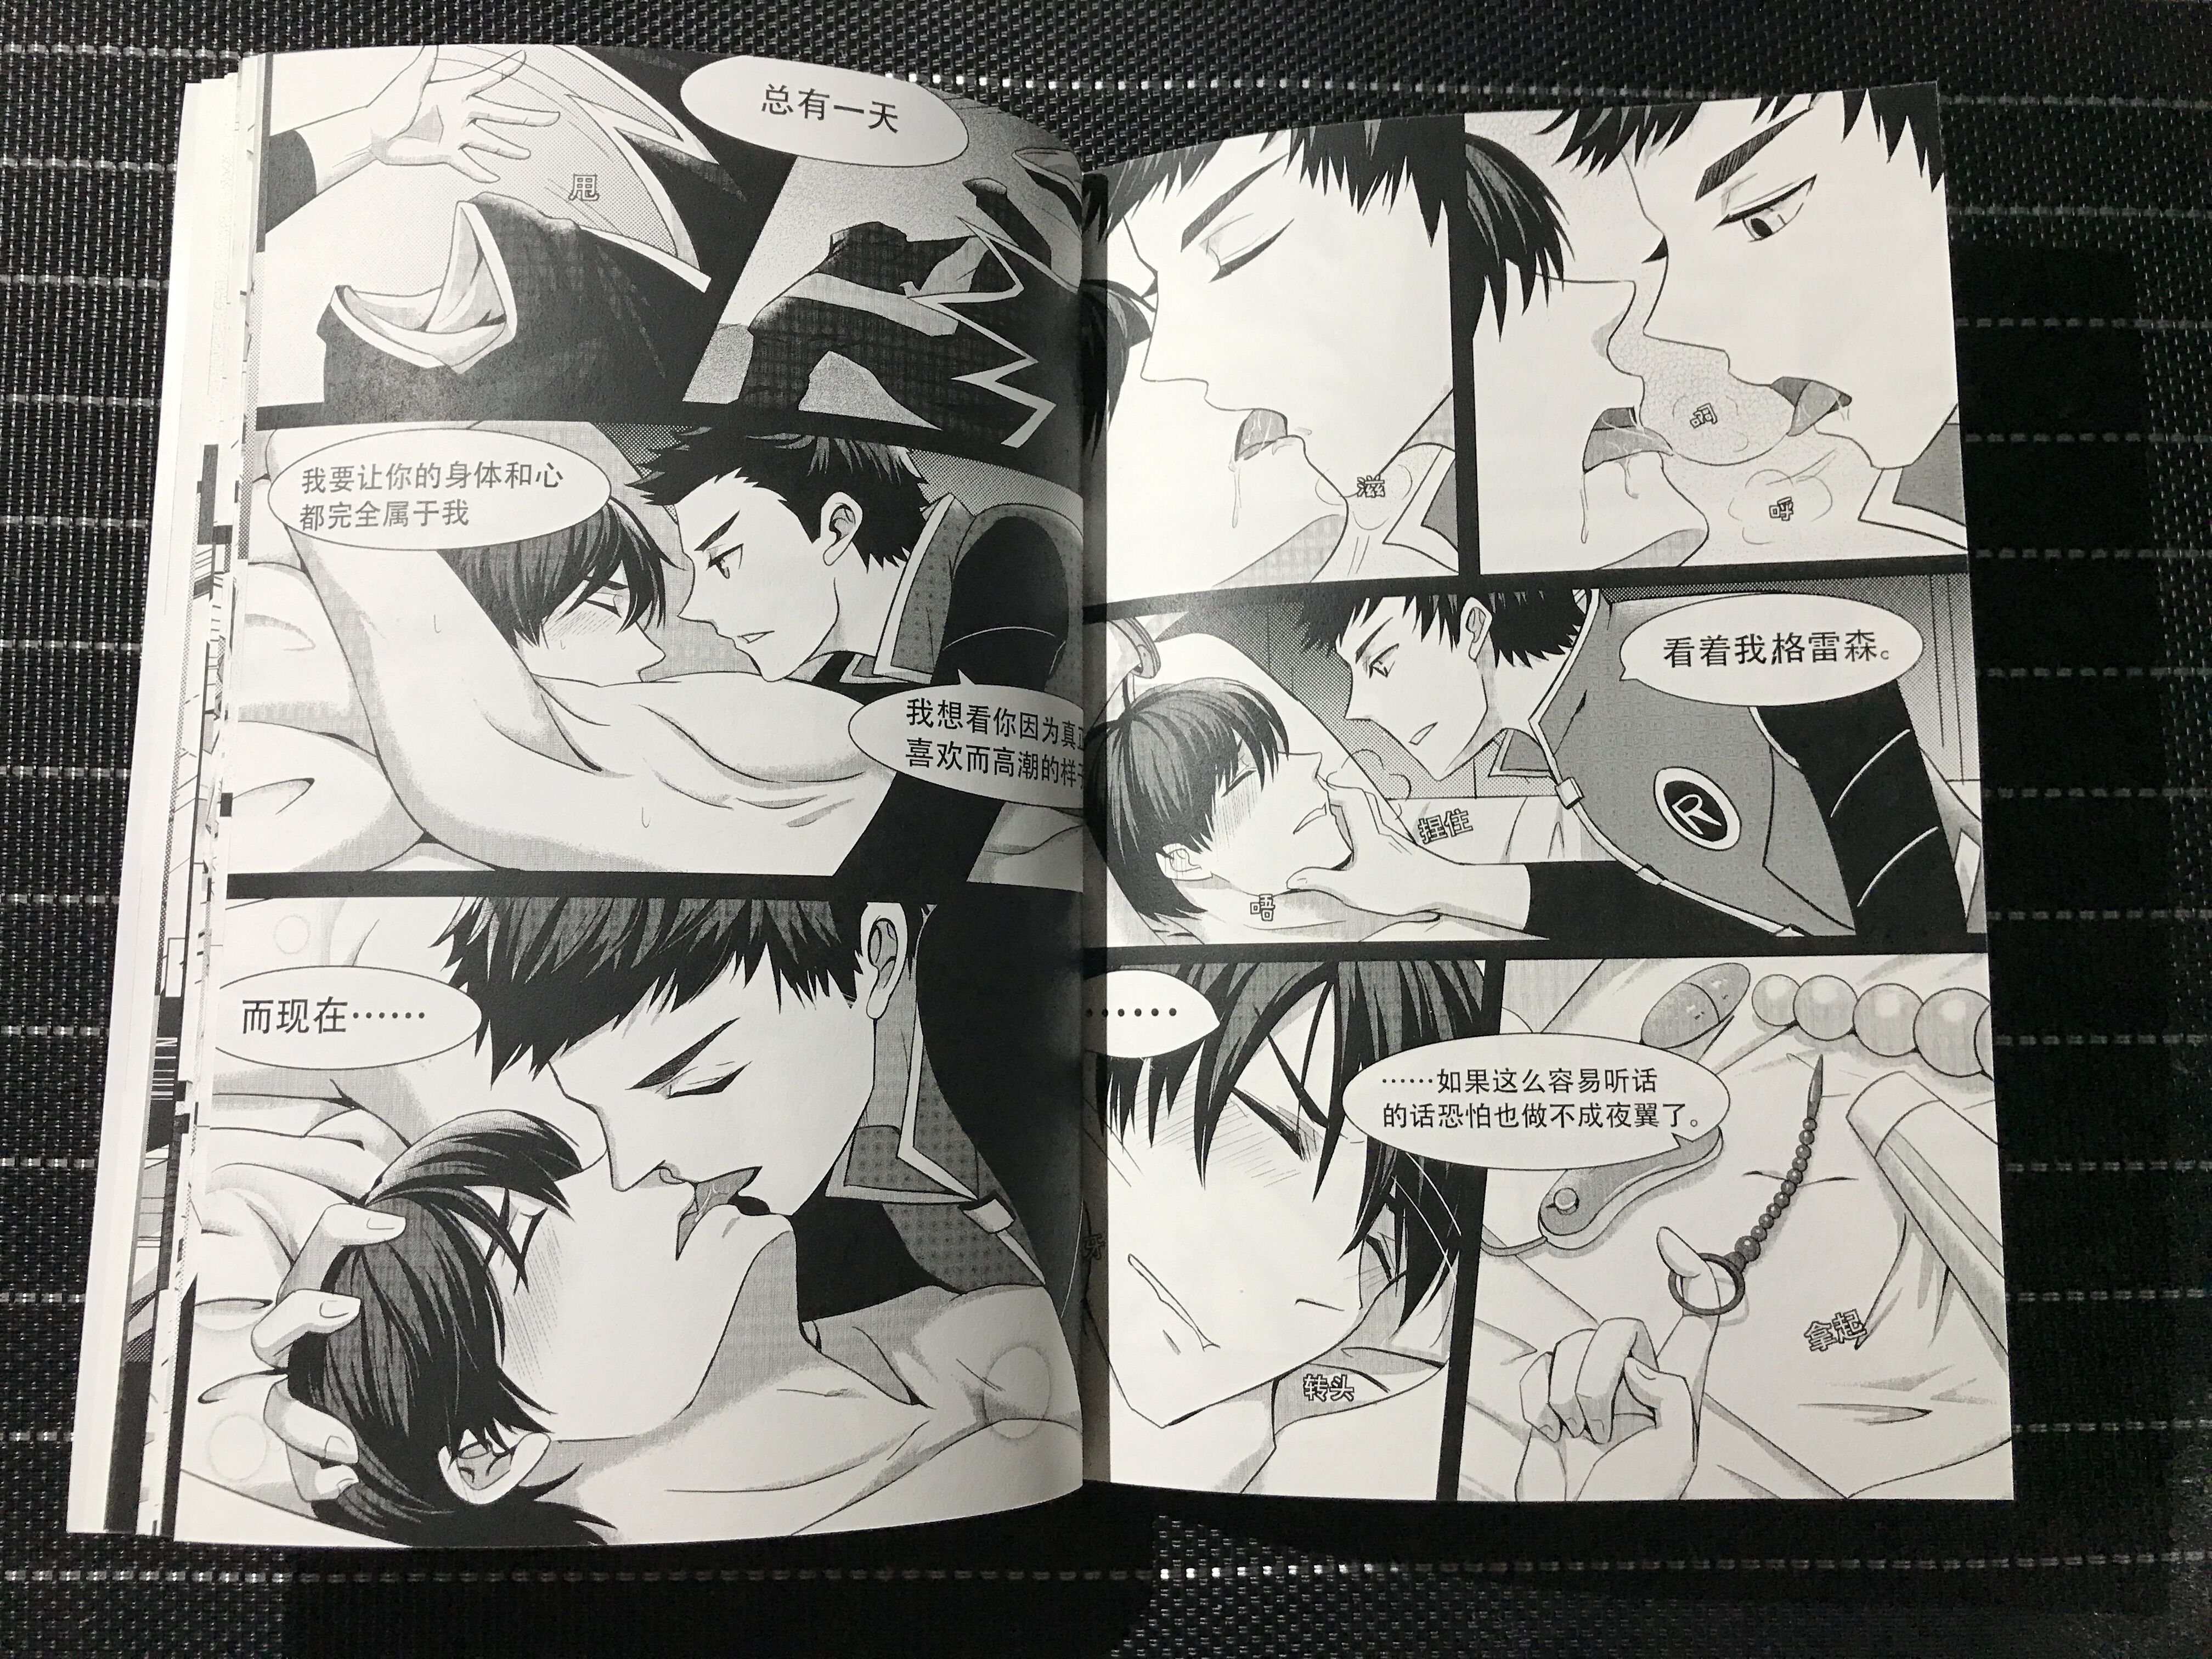 总有一天
甩
我要让你的身体和心
都完全属于我
我想看你因为真正
喜欢而高潮的样子
而现在……
滋
呵
呼
看着我,格雷森。
捏住
唔
……
转头
……如果这么容易听话
的话恐怕也做不成夜翼了。
拿起
R